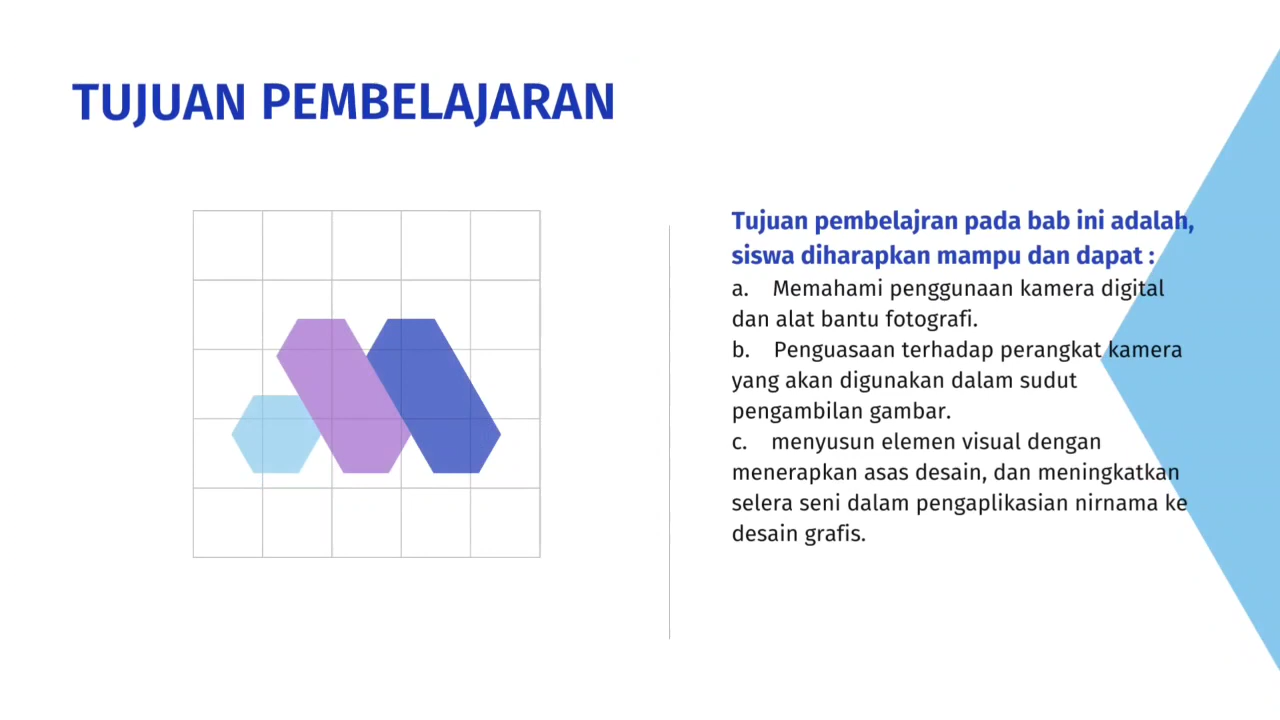 TUJUAN PEMBELAJARAN
Tujuan pembelajran pada bab ini adalah,
siswa diharapkan mampu dan dapat :
a. Memahami penggunaan kamera digital
dan alat bantu fotografi.
b. Penguasaan terhadap perangkat kamera
yang akan digunakan dalam sudut
pengambilan gambar.
c. menyusun elemen visual dengan
menerapkan asas desain, dan meningkatkan
selera seni dalam pengaplikasian nirnama ke
desain grafis.